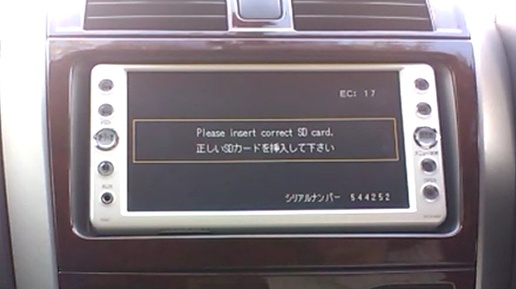 EC: 17
Please insert correct SD card.
正しいSDカードを挿入して下さい
シリアルナンバー 544252
AUX